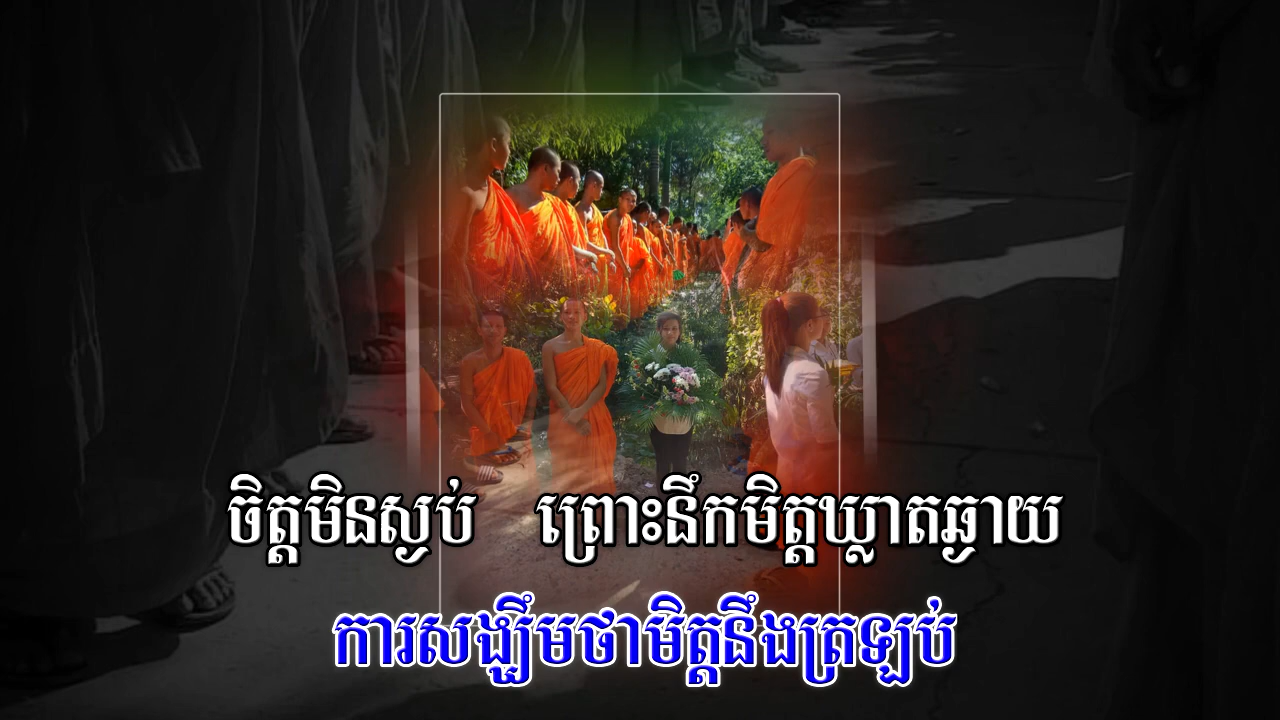 ចិត្តមិនស្ងប់ ព្រោះនឹកមិត្តឃ្លាតឆ្ងាយ
ការសង្ឃឹមថាមិត្តនឹងត្រឡប់